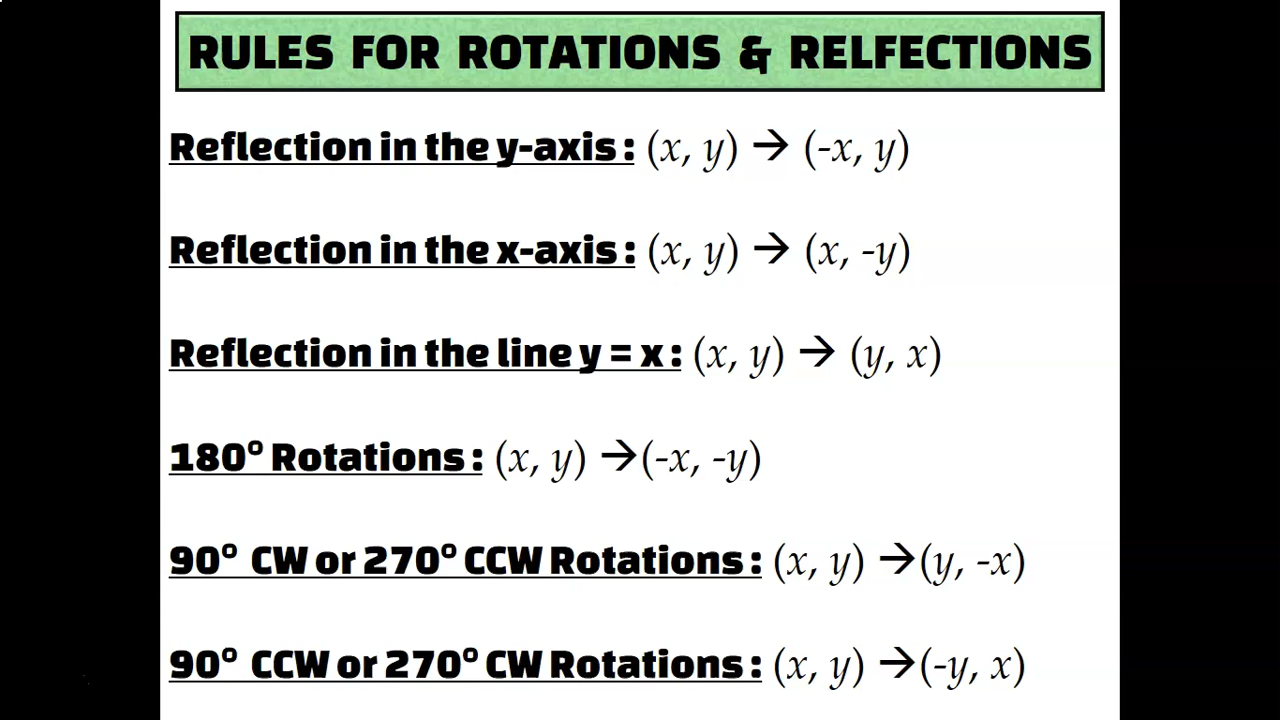 RULES FOR ROTATIONS & RELFECTIONS
Reflection in the y-axis: (x, y) → (-x, y)
Reflection in the x-axis: (x, y) → (x, -y)
Reflection in the line y = x: (x, y) → (y, x)
180° Rotations: (x, y) →(-x, -y)
90° CW or 270° CCW Rotations: (x, y) →(y, -x)
90° CCW or 270° CW Rotations: (x, y) →(-y, x)